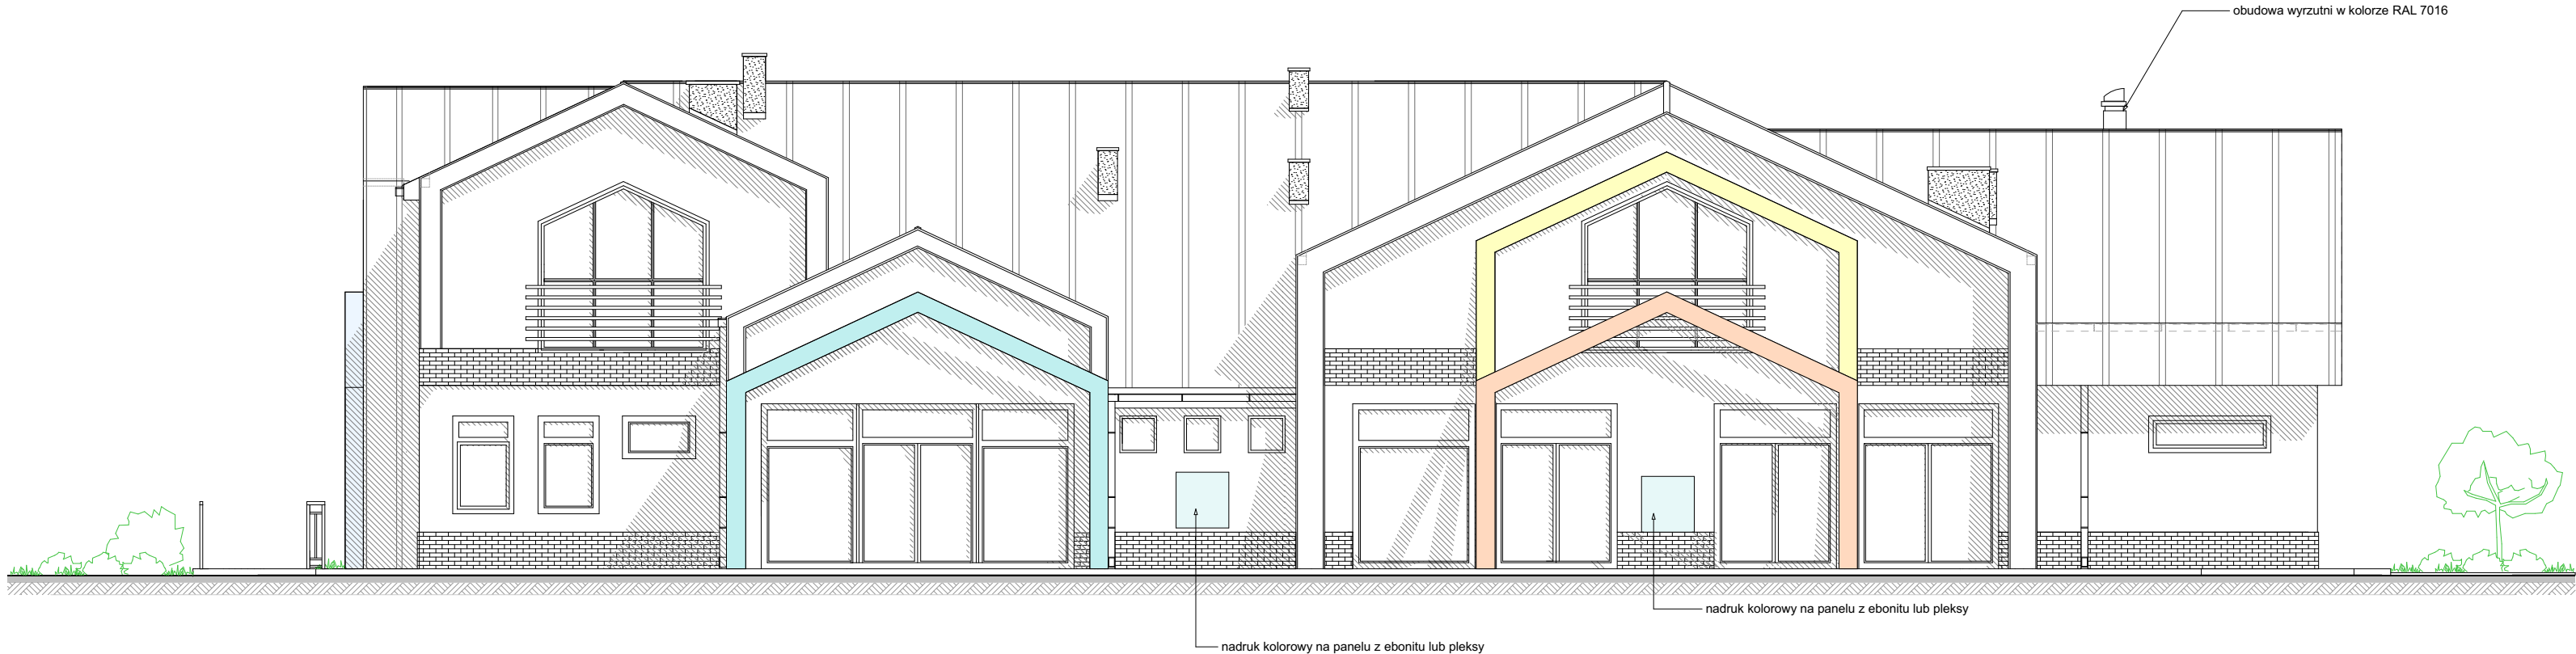 obudowa wyrzutni w kolorze RAL 7016
nadruk kolorowy na panelu z ebonitu lub pleksy
nadruk kolorowy na panelu z ebonitu lub pleksy